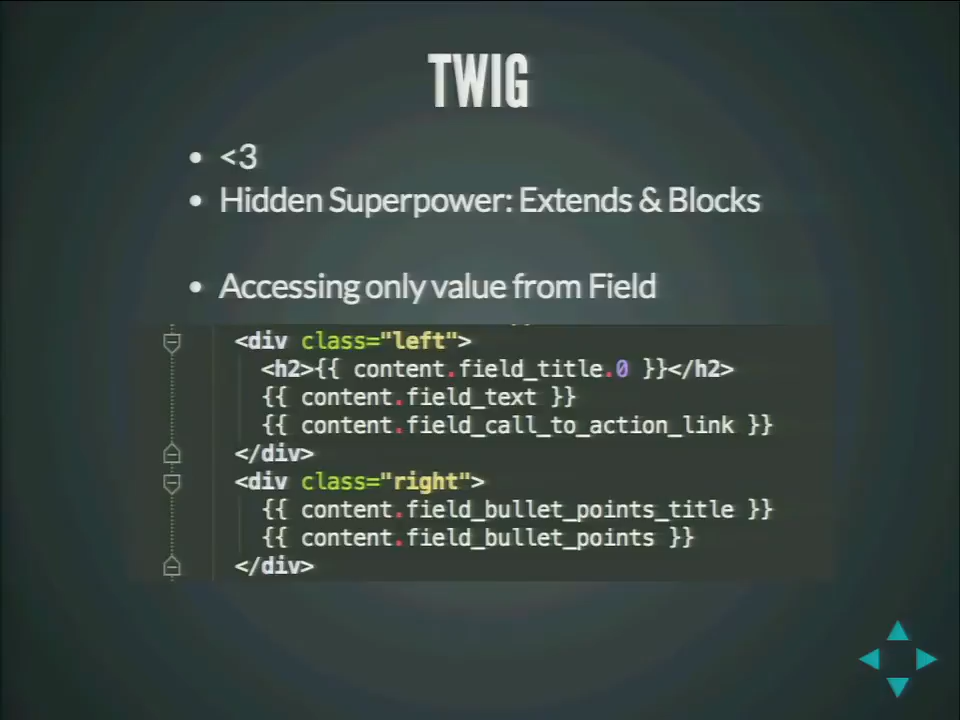 TWIG
<3
Hidden Superpower: Extends & Blocks
Accessing only value from Field
<div class="left">
<h2>{{ content.field_title.0 }}</h2>
{{ content.field_text }}
{{ content.field_call_to_action_link }}
</div>
<div class="right">
{{ content.field_bullet_points_title }}
{{ content.field_bullet_points }}
</div>